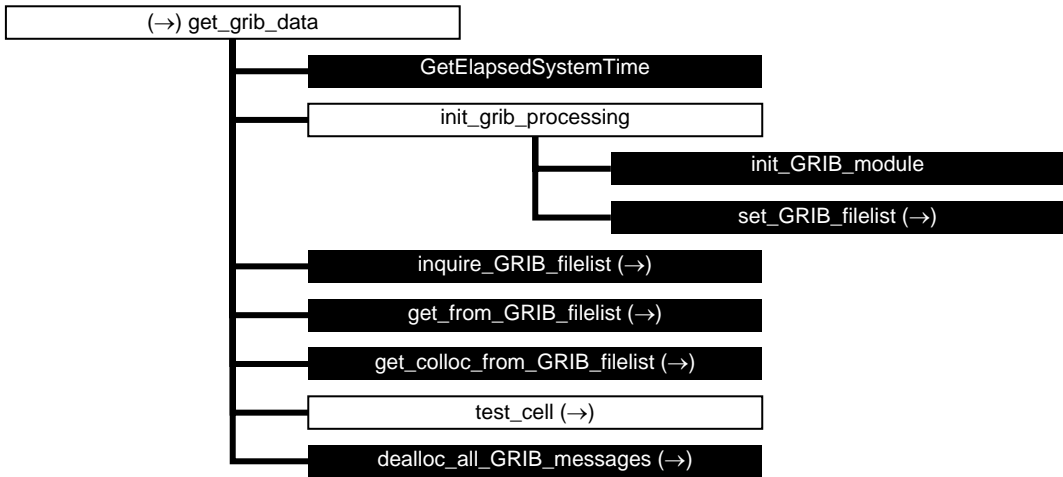 (→) get_grib_data
GetElapsedSystemTime
init_grib_processing
init_GRIB_module
set_GRIB_filelist (→)
inquire_GRIB_filelist (→)
get_from_GRIB_filelist (→)
get_colloc_from_GRIB_filelist (→)
test_cell (→)
dealloc_all_GRIB_messages (→)